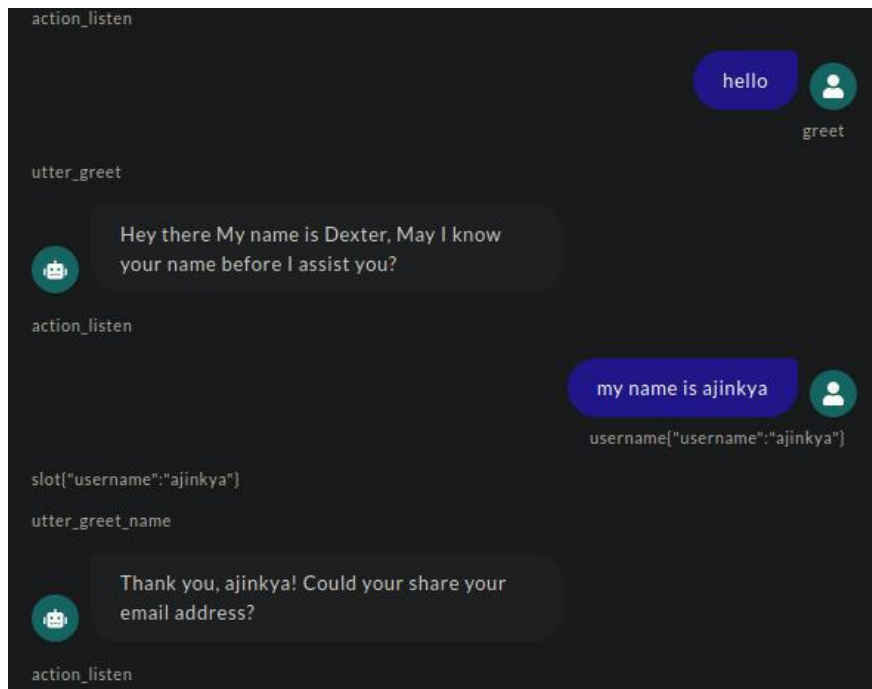 action_listen
hello
greet
utter_greet
Hey there My name is Dexter, May I know
your name before I assist you?
action_listen
my name is ajinkya
username{"username":"ajinkya"}
slot{"username":"ajinkya"}
utter_greet_name
Thank you, ajinkya! Could your share your
email address?
action_listen